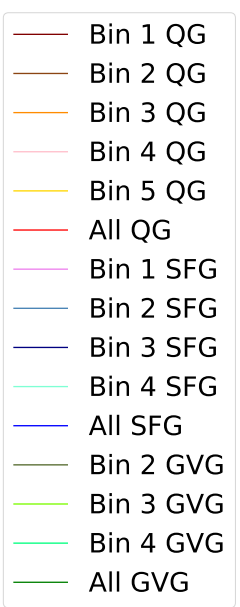 Bin 1 QG
Bin 2 QG
Bin 3 QG
Bin 4 QG
Bin 5 QG
All QG
Bin 1 SFG
Bin 2 SFG
Bin 3 SFG
Bin 4 SFG
All SFG
Bin 2 GVG
Bin 3 GVG
Bin 4 GVG
All GVG